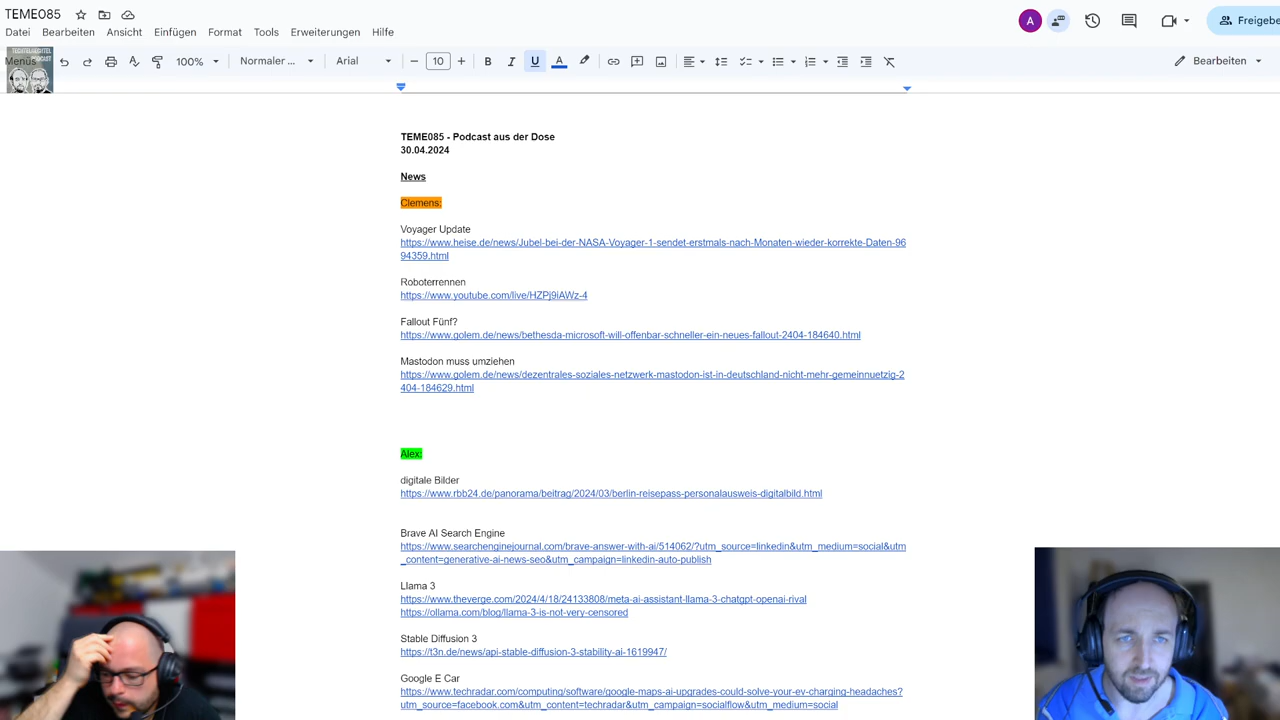 TEME085
Datei Bearbeiten Ansicht Einfügen Format Tools Erweiterungen Hilfe
A
Freigebe
Menüs
100%
Normaler ...
Arial
10
B I U A
Bearbeiten
TEME085 - Podcast aus der Dose
30.04.2024
News
Clemens:
Voyager Update
https://www.heise.de/news/Jubel-bei-der-NASA-Voyager-1-sendet-erstmals-nach-Monaten-wieder-korrekte-Daten-96
94359.html
Roboterrennen
https://www.youtube.com/live/HZPj9iAWz-4
Fallout Fünf?
https://www.golem.de/news/bethesda-microsoft-will-offenbar-schneller-ein-neues-fallout-2404-184640.html
Mastodon muss umziehen
https://www.golem.de/news/dezentrales-soziales-netzwerk-mastodon-ist-in-deutschland-nicht-mehr-gemeinnuetzig-2
404-184629.html
Alex:
digitale Bilder
https://www.rbb24.de/panorama/beitrag/2024/03/berlin-reisepass-personalausweis-digitalbild.html
Brave AI Search Engine
https://www.searchenginejournal.com/brave-answer-with-ai/514062/?utm_source=linkedin&utm_medium=social&utm
_content=generative-ai-news-seo&utm_campaign=linkedin-auto-publish
Llama 3
https://www.theverge.com/2024/4/18/24133808/meta-ai-assistant-llama-3-chatgpt-openai-rival
https://ollama.com/blog/llama-3-is-not-very-censored
Stable Diffusion 3
https://t3n.de/news/api-stable-diffusion-3-stability-ai-1619947/
Google E Car
https://www.techradar.com/computing/software/google-maps-ai-upgrades-could-solve-your-ev-charging-headaches?
utm_source=facebook.com&utm_content=techradar&utm_campaign=socialflow&utm_medium=social